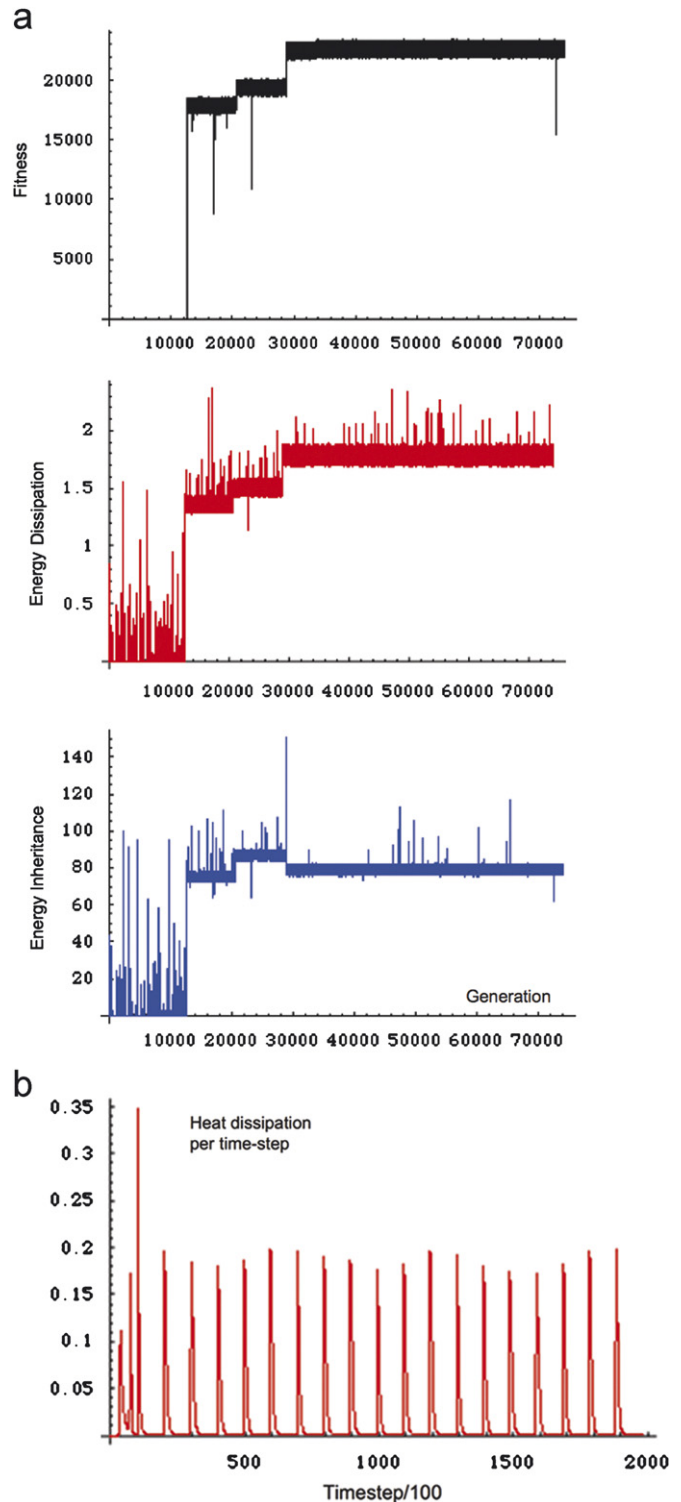 a
20000
15000
10000
5000
Fitness
10000 20000 30000 40000 50000 60000 70000
2
1.5
1
0.5
Energy Dissipation
10000 20000 30000 40000 50000 60000 70000
140
120
100
80
60
40
20
Energy Inheritance
Generation
10000 20000 30000 40000 50000 60000 70000
b
0.35
0.3
0.25
0.2
0.15
0.1
0.05
Heat dissipation
per time-step
500 1000 1500 2000
Timestep/100